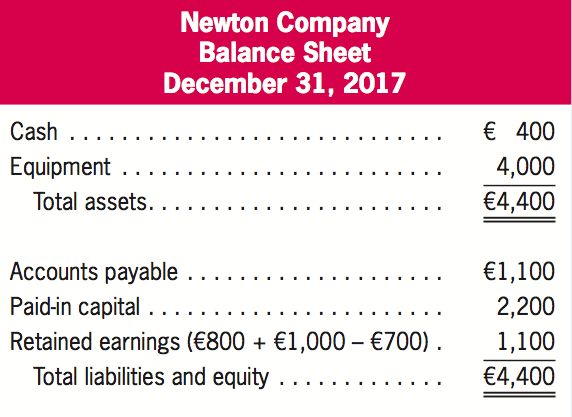 Newton Company
Balance Sheet
December 31, 2017
Cash . . . . . . . . . . . . . . . . . . . . . . . . . . . . . € 400
Equipment . . . . . . . . . . . . . . . . . . . . . . . . . 4,000
Total assets. . . . . . . . . . . . . . . . . . . . . . . €4,400
Accounts payable . . . . . . . . . . . . . . . . . . . . €1,100
Paid-in capital . . . . . . . . . . . . . . . . . . . . . . . 2,200
Retained earnings (€800 + €1,000 – €700) . 1,100
Total liabilities and equity . . . . . . . . . . . . . €4,400